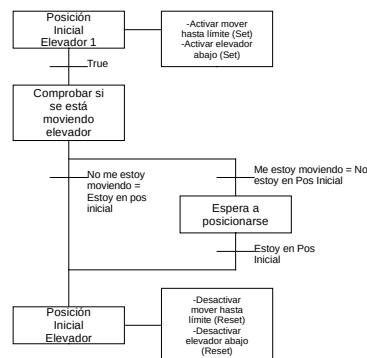 Posición
Inicial
Elevador 1
-Activar mover
hasta límite (Set)
-Activar elevador
abajo (Set)
True
Comprobar si
se está
moviendo
elevador
No me estoy
moviendo =
Estoy en pos
inicial
Me estoy moviendo = No
estoy en Pos Inicial
Espera a
posicionarse
Estoy en Pos
Inicial
Posición
Inicial
Elevador
-Desactivar
mover hasta
límite (Reset)
-Desactivar
elevador abajo
(Reset)